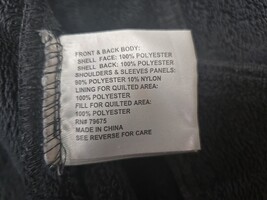 FRONT & BACK BODY:
SHELL FACE: 100% POLYESTER
SHELL BACK: 100% POLYESTER
SHOULDERS & SLEEVES PANELS:
90% POLYESTER 10% NYLON
LINING FOR QUILTED AREA:
100% POLYESTER
FILL FOR QUILTED AREA:
100% POLYESTER
RN# 79675
MADE IN CHINA
SEE REVERSE FOR CARE